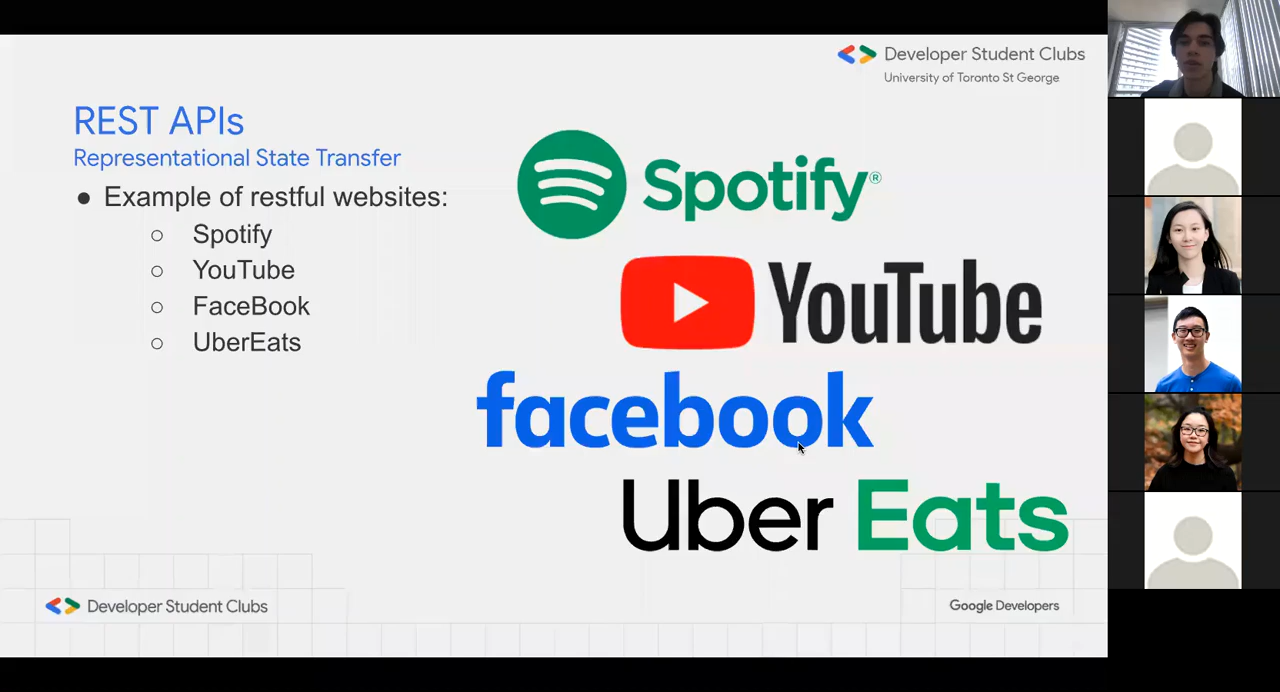 Developer Student Clubs
University of Toronto St George
REST APIs
Representational State Transfer
● Example of restful websites:
○ Spotify
○ YouTube
○ FaceBook
○ UberEats
Spotify®
YouTube
facebook
Uber Eats
Developer Student Clubs
Google Developers